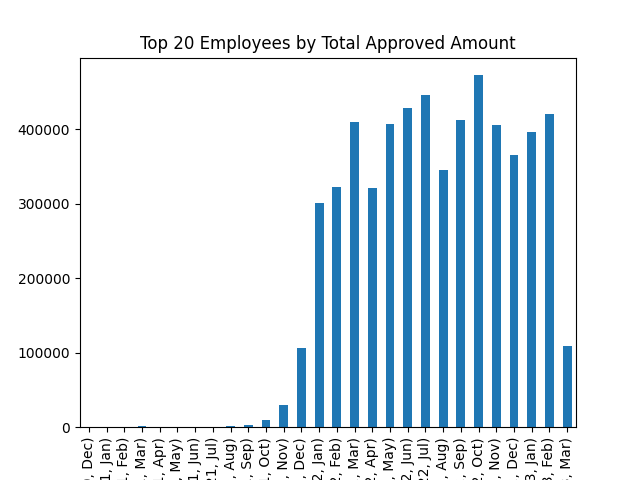 Top 20 Employees by Total Approved Amount
400000
300000
200000
100000
0
, Dec)
1, Jan)
, Feb)
, Mar)
, Apr)
, May)
, Jun)
21, Jul)
, Aug)
, Sep)
, Oct)
, Nov)
, Dec)
2, Jan)
, Feb)
, Mar)
, Apr)
, May)
2, Jun)
22, Jul)
, Aug)
, Sep)
2, Oct)
, Nov)
, Dec)
3, Jan)
3, Feb)
, Mar)